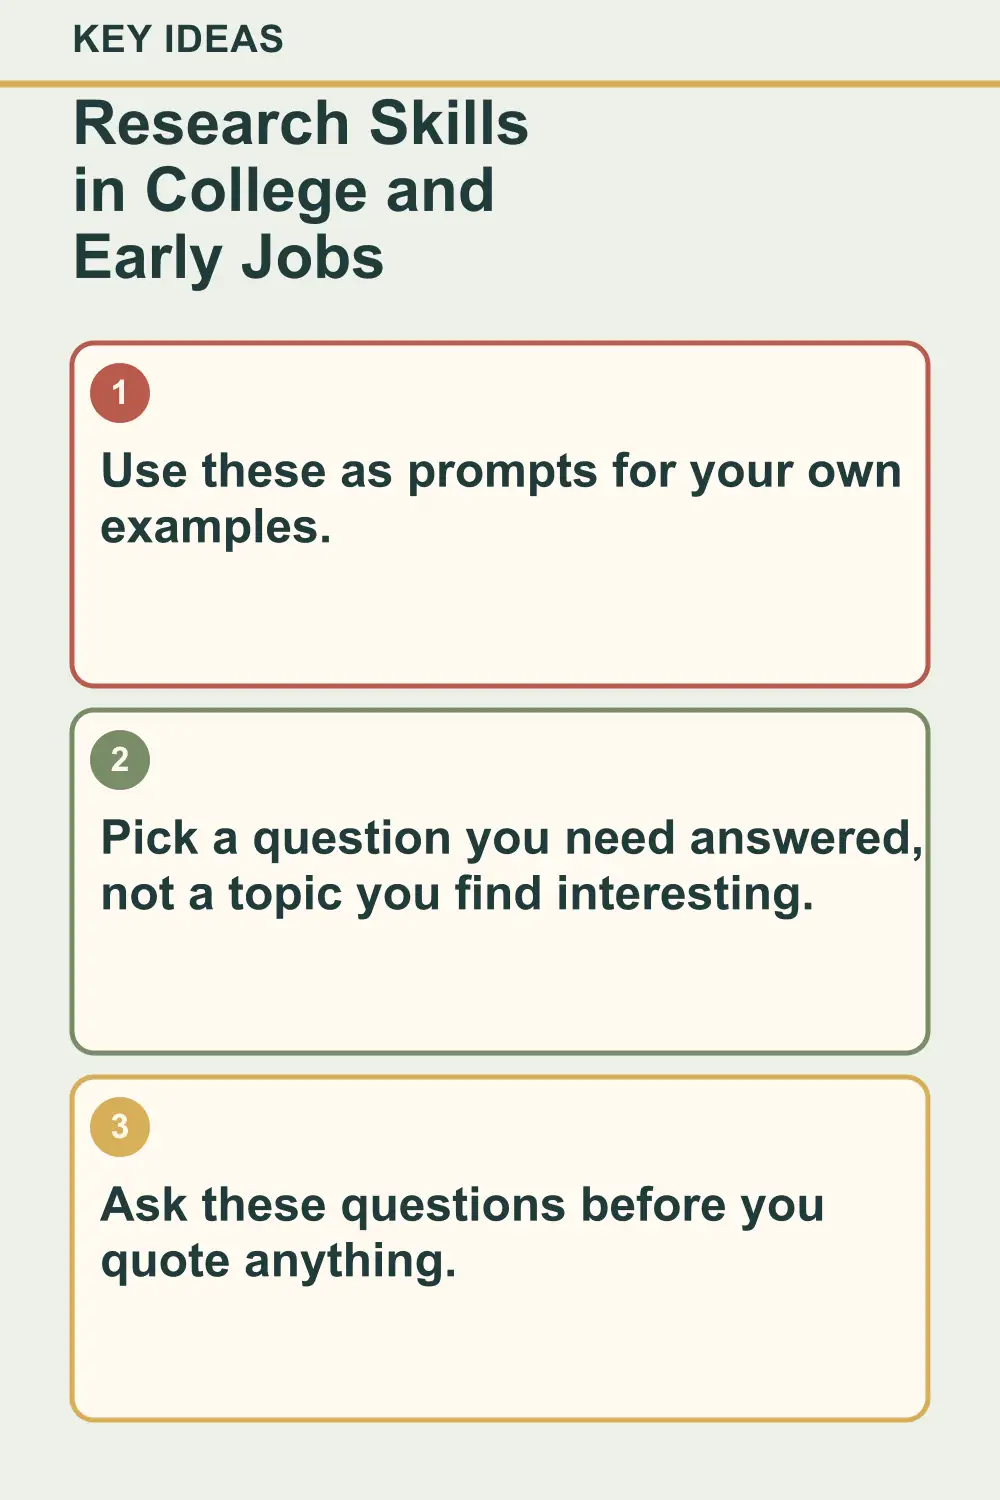 KEY IDEAS
Research Skills
in College and
Early Jobs
1
Use these as prompts for your own
examples.
2
Pick a question you need answered,
not a topic you find interesting.
3
Ask these questions before you
quote anything.